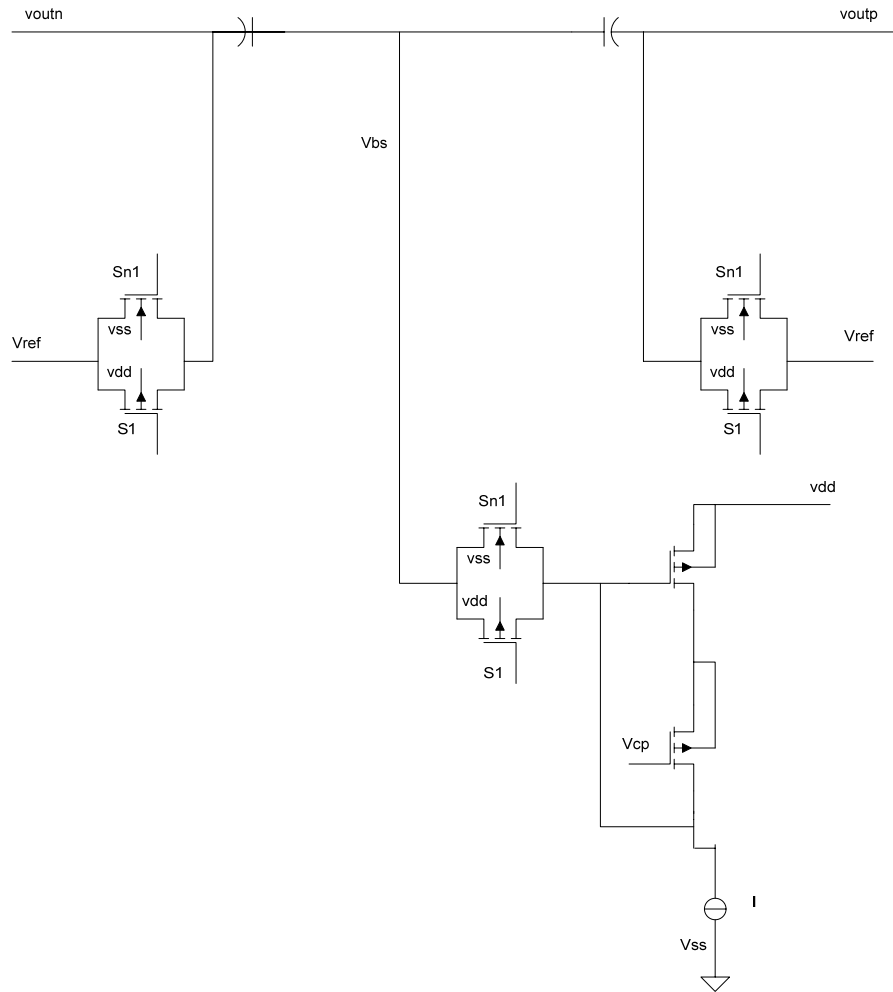 voutn
voutp
Vbs
Sn1
Sn1
vss
vss
Vref
Vref
vdd
vdd
S1
S1
vdd
Sn1
vss
vdd
S1
Vcp
I
Vss